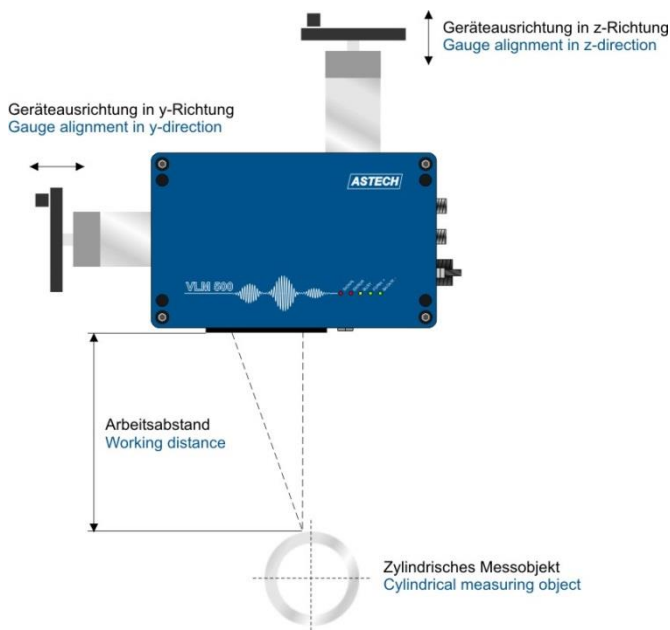 Geräteausrichtung in z-Richtung
Gauge alignment in z-direction
Geräteausrichtung in y-Richtung
Gauge alignment in y-direction
ASTECH
VLM 500
Arbeitsabstand
Working distance
Zylindrisches Messobjekt
Cylindrical measuring object